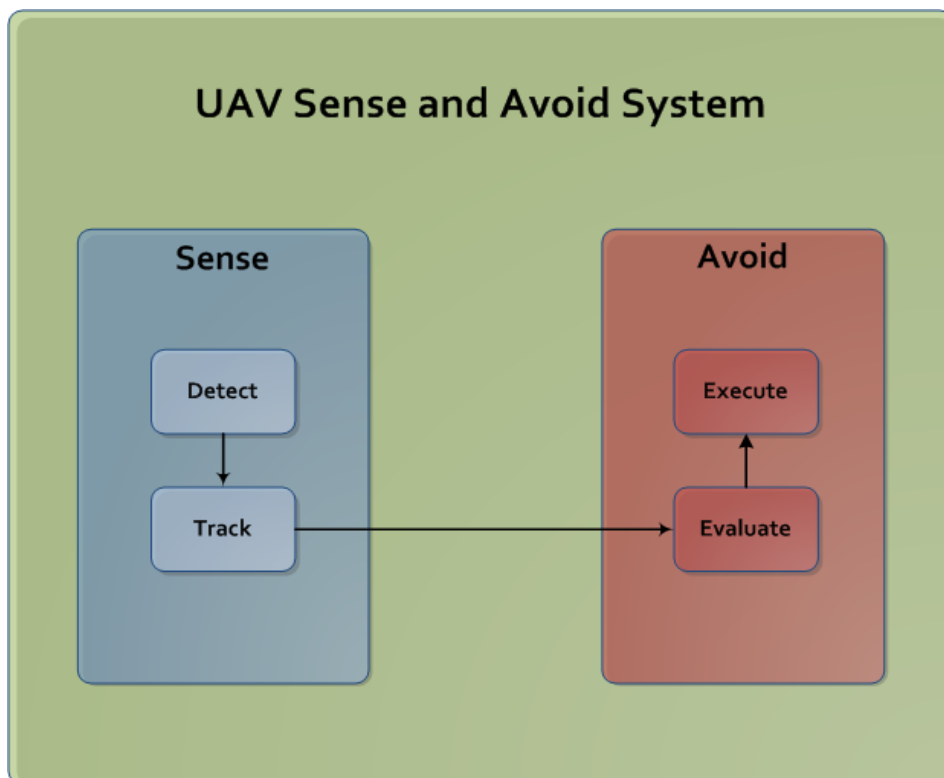 UAV Sense and Avoid System
Sense
Detect
Track
Avoid
Execute
Evaluate